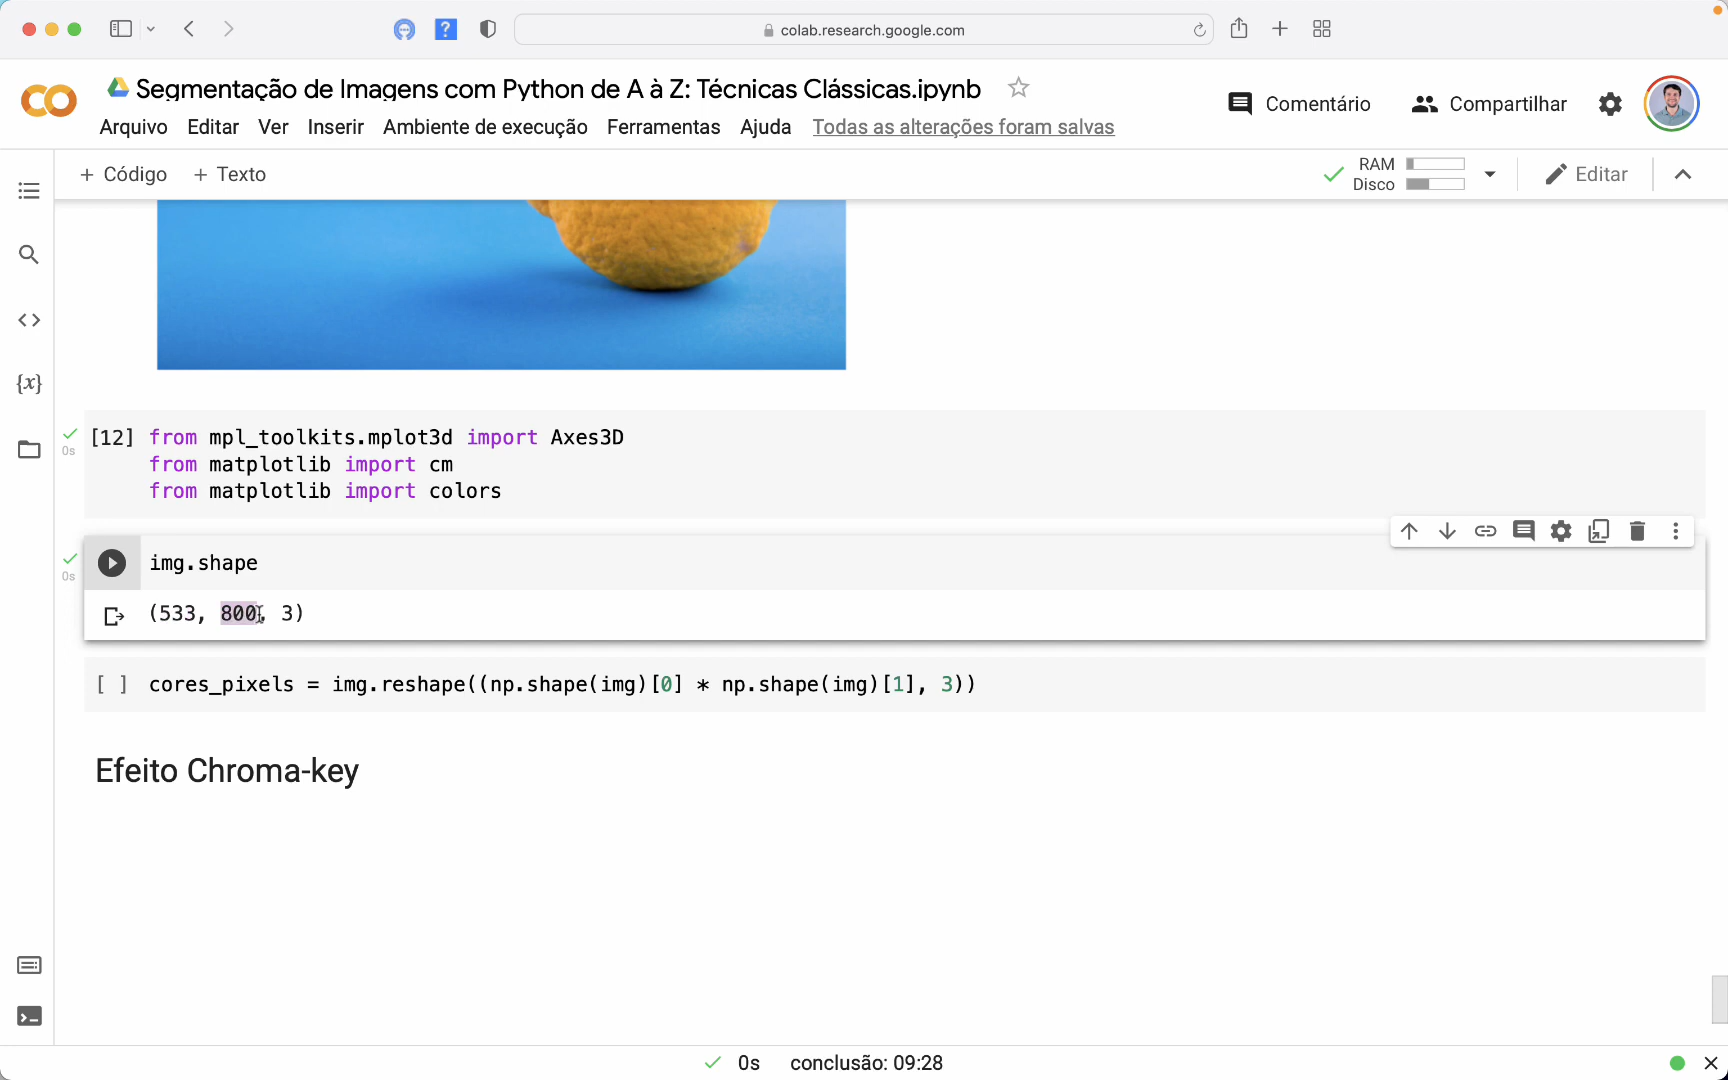 colab.research.google.com
Segmentação de Imagens com Python de A à Z: Técnicas Clássicas.ipynb
Arquivo Editar Ver Inserir Ambiente de execução Ferramentas Ajuda Todas as alterações foram salvas
Comentário
Compartilhar
+ Código + Texto
RAM
Disco
Editar
{x}
[12] from mpl_toolkits.mplot3d import Axes3D
0s
from matplotlib import cm
from matplotlib import colors
img.shape
0s
(533, 800, 3)
[ ] cores_pixels = img.reshape((np.shape(img)[0] * np.shape(img)[1], 3))
Efeito Chroma-key
0s conclusão: 09:28